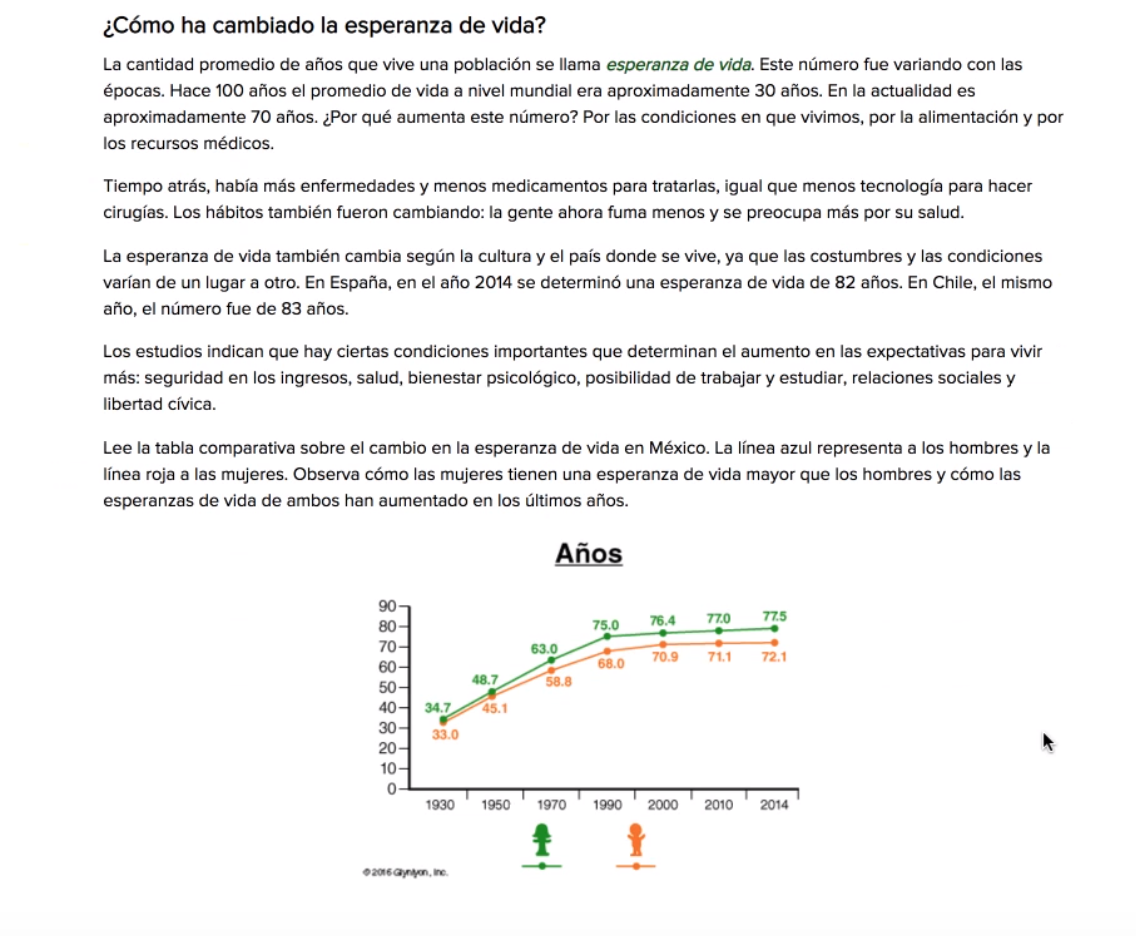 ¿Cómo ha cambiado la esperanza de vida?
La cantidad promedio de años que vive una población se llama esperanza de vida. Este número fue variando con las
épocas. Hace 100 años el promedio de vida a nivel mundial era aproximadamente 30 años. En la actualidad es
aproximadamente 70 años. ¿Por qué aumenta este número? Por las condiciones en que vivimos, por la alimentación y por
los recursos médicos.
Tiempo atrás, había más enfermedades y menos medicamentos para tratarlas, igual que menos tecnología para hacer
cirugías. Los hábitos también fueron cambiando: la gente ahora fuma menos y se preocupa más por su salud.
La esperanza de vida también cambia según la cultura y el país donde se vive, ya que las costumbres y las condiciones
varían de un lugar a otro. En España, en el año 2014 se determinó una esperanza de vida de 82 años. En Chile, el mismo
año, el número fue de 83 años.
Los estudios indican que hay ciertas condiciones importantes que determinan el aumento en las expectativas para vivir
más: seguridad en los ingresos, salud, bienestar psicológico, posibilidad de trabajar y estudiar, relaciones sociales y
libertad cívica.
Lee la tabla comparativa sobre el cambio en la esperanza de vida en México. La línea azul representa a los hombres y la
línea roja a las mujeres. Observa cómo las mujeres tienen una esperanza de vida mayor que los hombres y cómo las
esperanzas de vida de ambos han aumentado en los últimos años.
Años
90
80
70
60
50
40
30
20
10
0
34.7 48.7 63.0 75.0 76.4 77.0 77.5
33.0 45.1 58.8 68.0 70.9 71.1 72.1
1930 1950 1970 1990 2000 2010 2014
© 2016 Glynlyon, Inc.